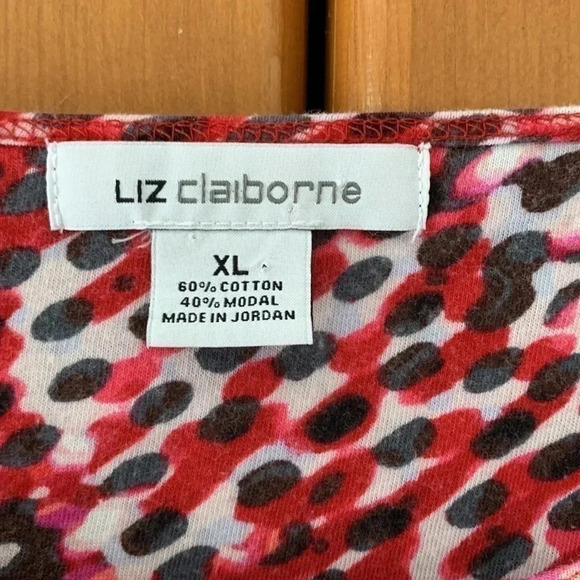 LIZ claiborne
XL
60% COTTON
40% MODAL
MADE IN JORDAN